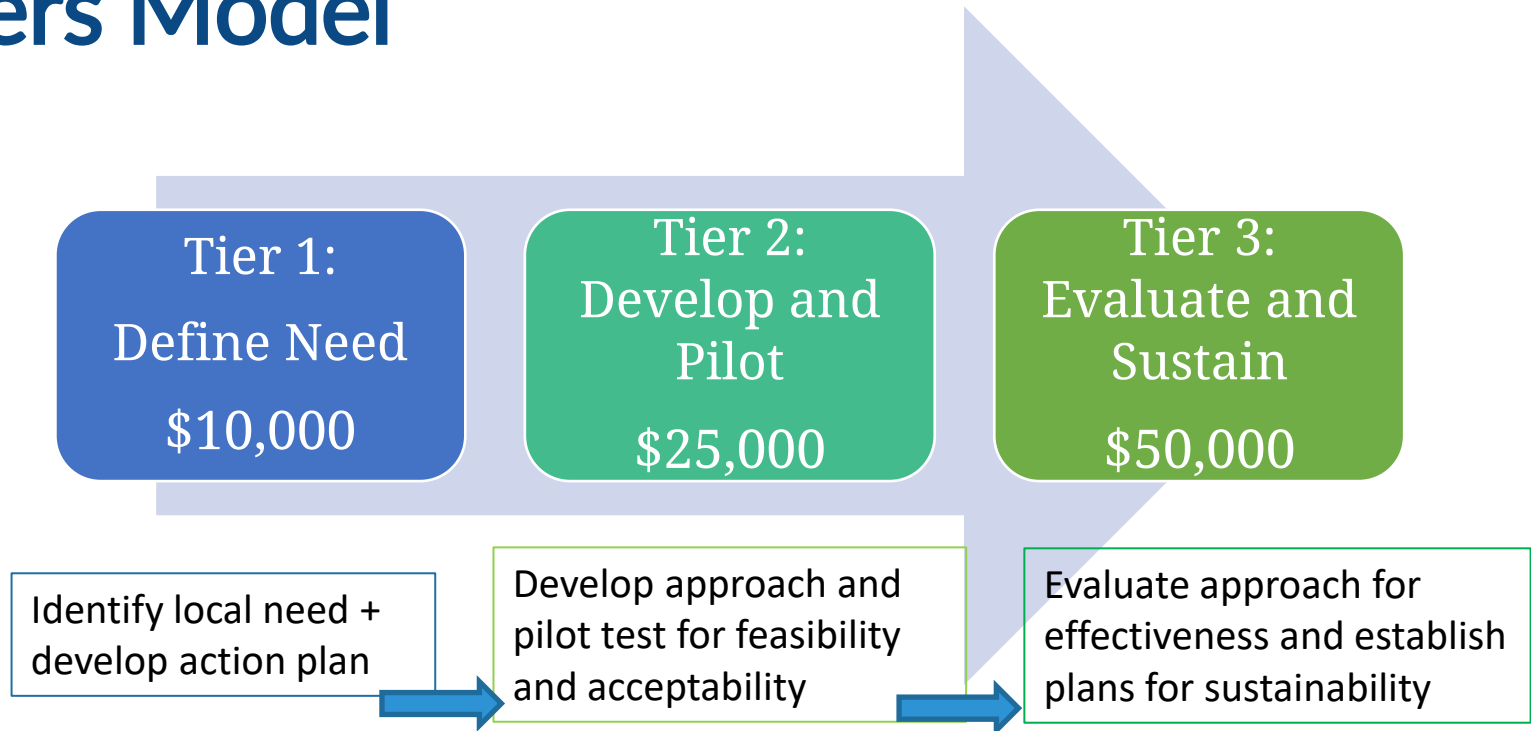 ers Model
Tier 1:
Define Need
$10,000
Tier 2:
Develop and
Pilot
$25,000
Tier 3:
Evaluate and
Sustain
$50,000
Identify local need +
develop action plan
Develop approach and
pilot test for feasibility
and acceptability
Evaluate approach for
effectiveness and establish
plans for sustainability